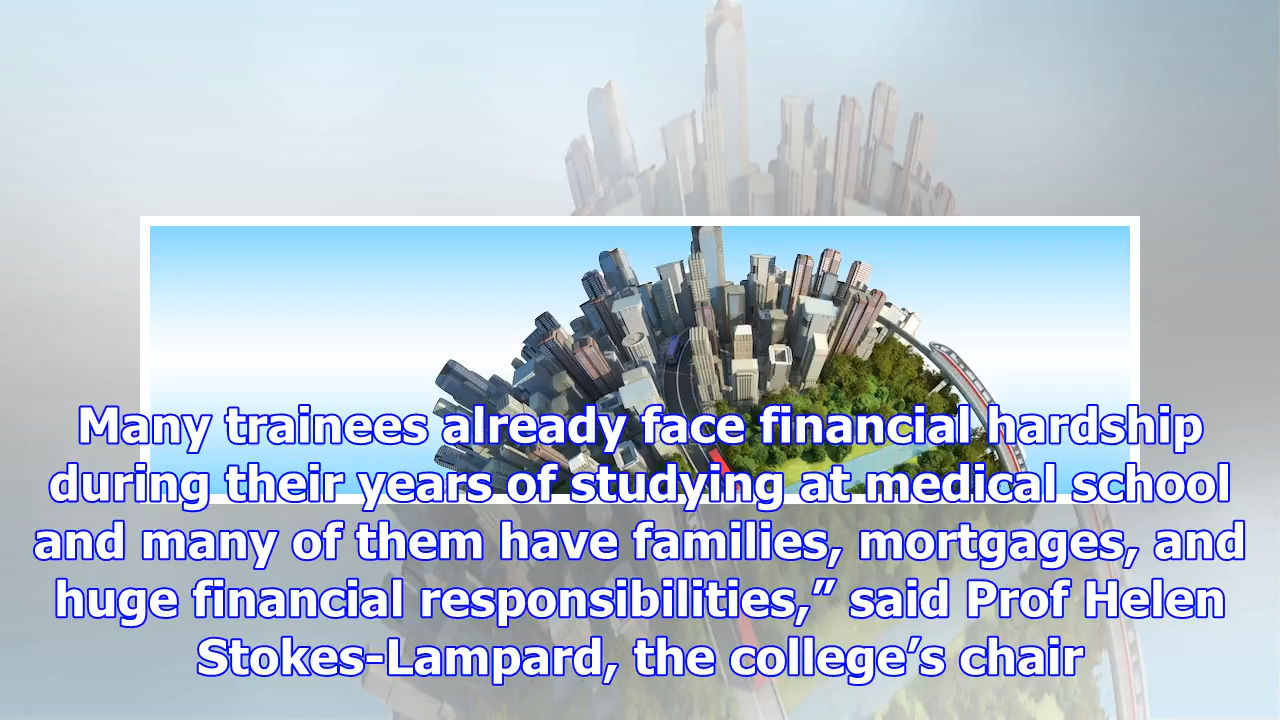 Many trainees already face financial hardship
during their years of studying at medical school
and many of them have families, mortgages, and
huge financial responsibilities,” said Prof Helen
Stokes-Lampard, the college’s chair